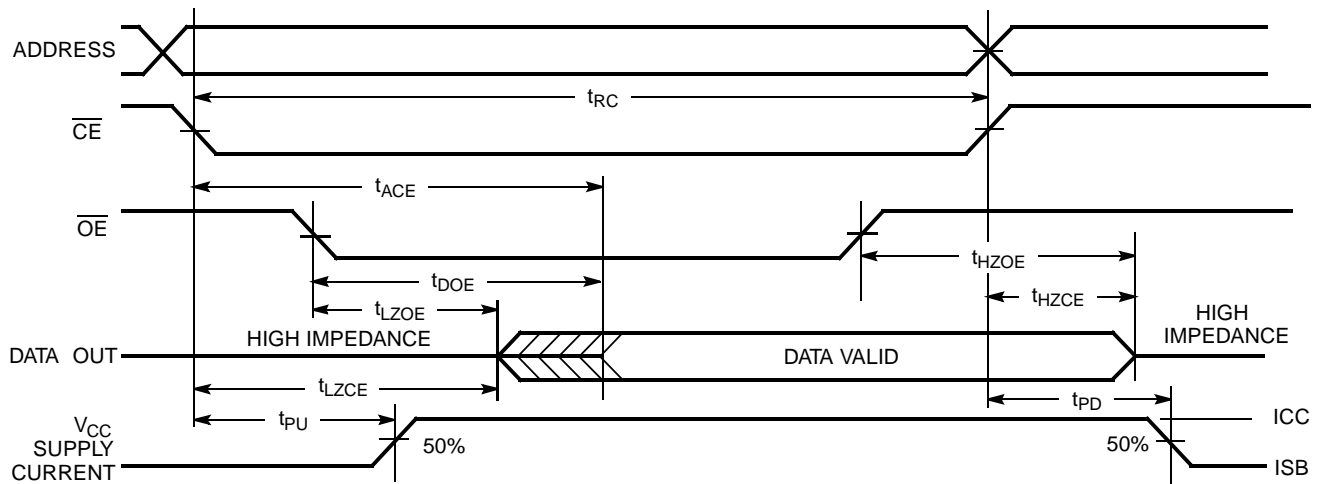 ADDRESS
tRC
CE
tACE
OE
tHZOE
tDOE
tHZCE
tLZOE
HIGH
IMPEDANCE
HIGH IMPEDANCE
DATA OUT
DATA VALID
tLZCE
tPD
tPU
VCC
SUPPLY
CURRENT
50%
50%
ICC
ISB